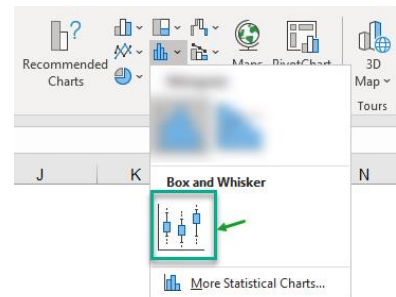 Recommended
Charts
Maps PivotChart
3D
Map
Tours
J K N
Box and Whisker
More Statistical Charts...